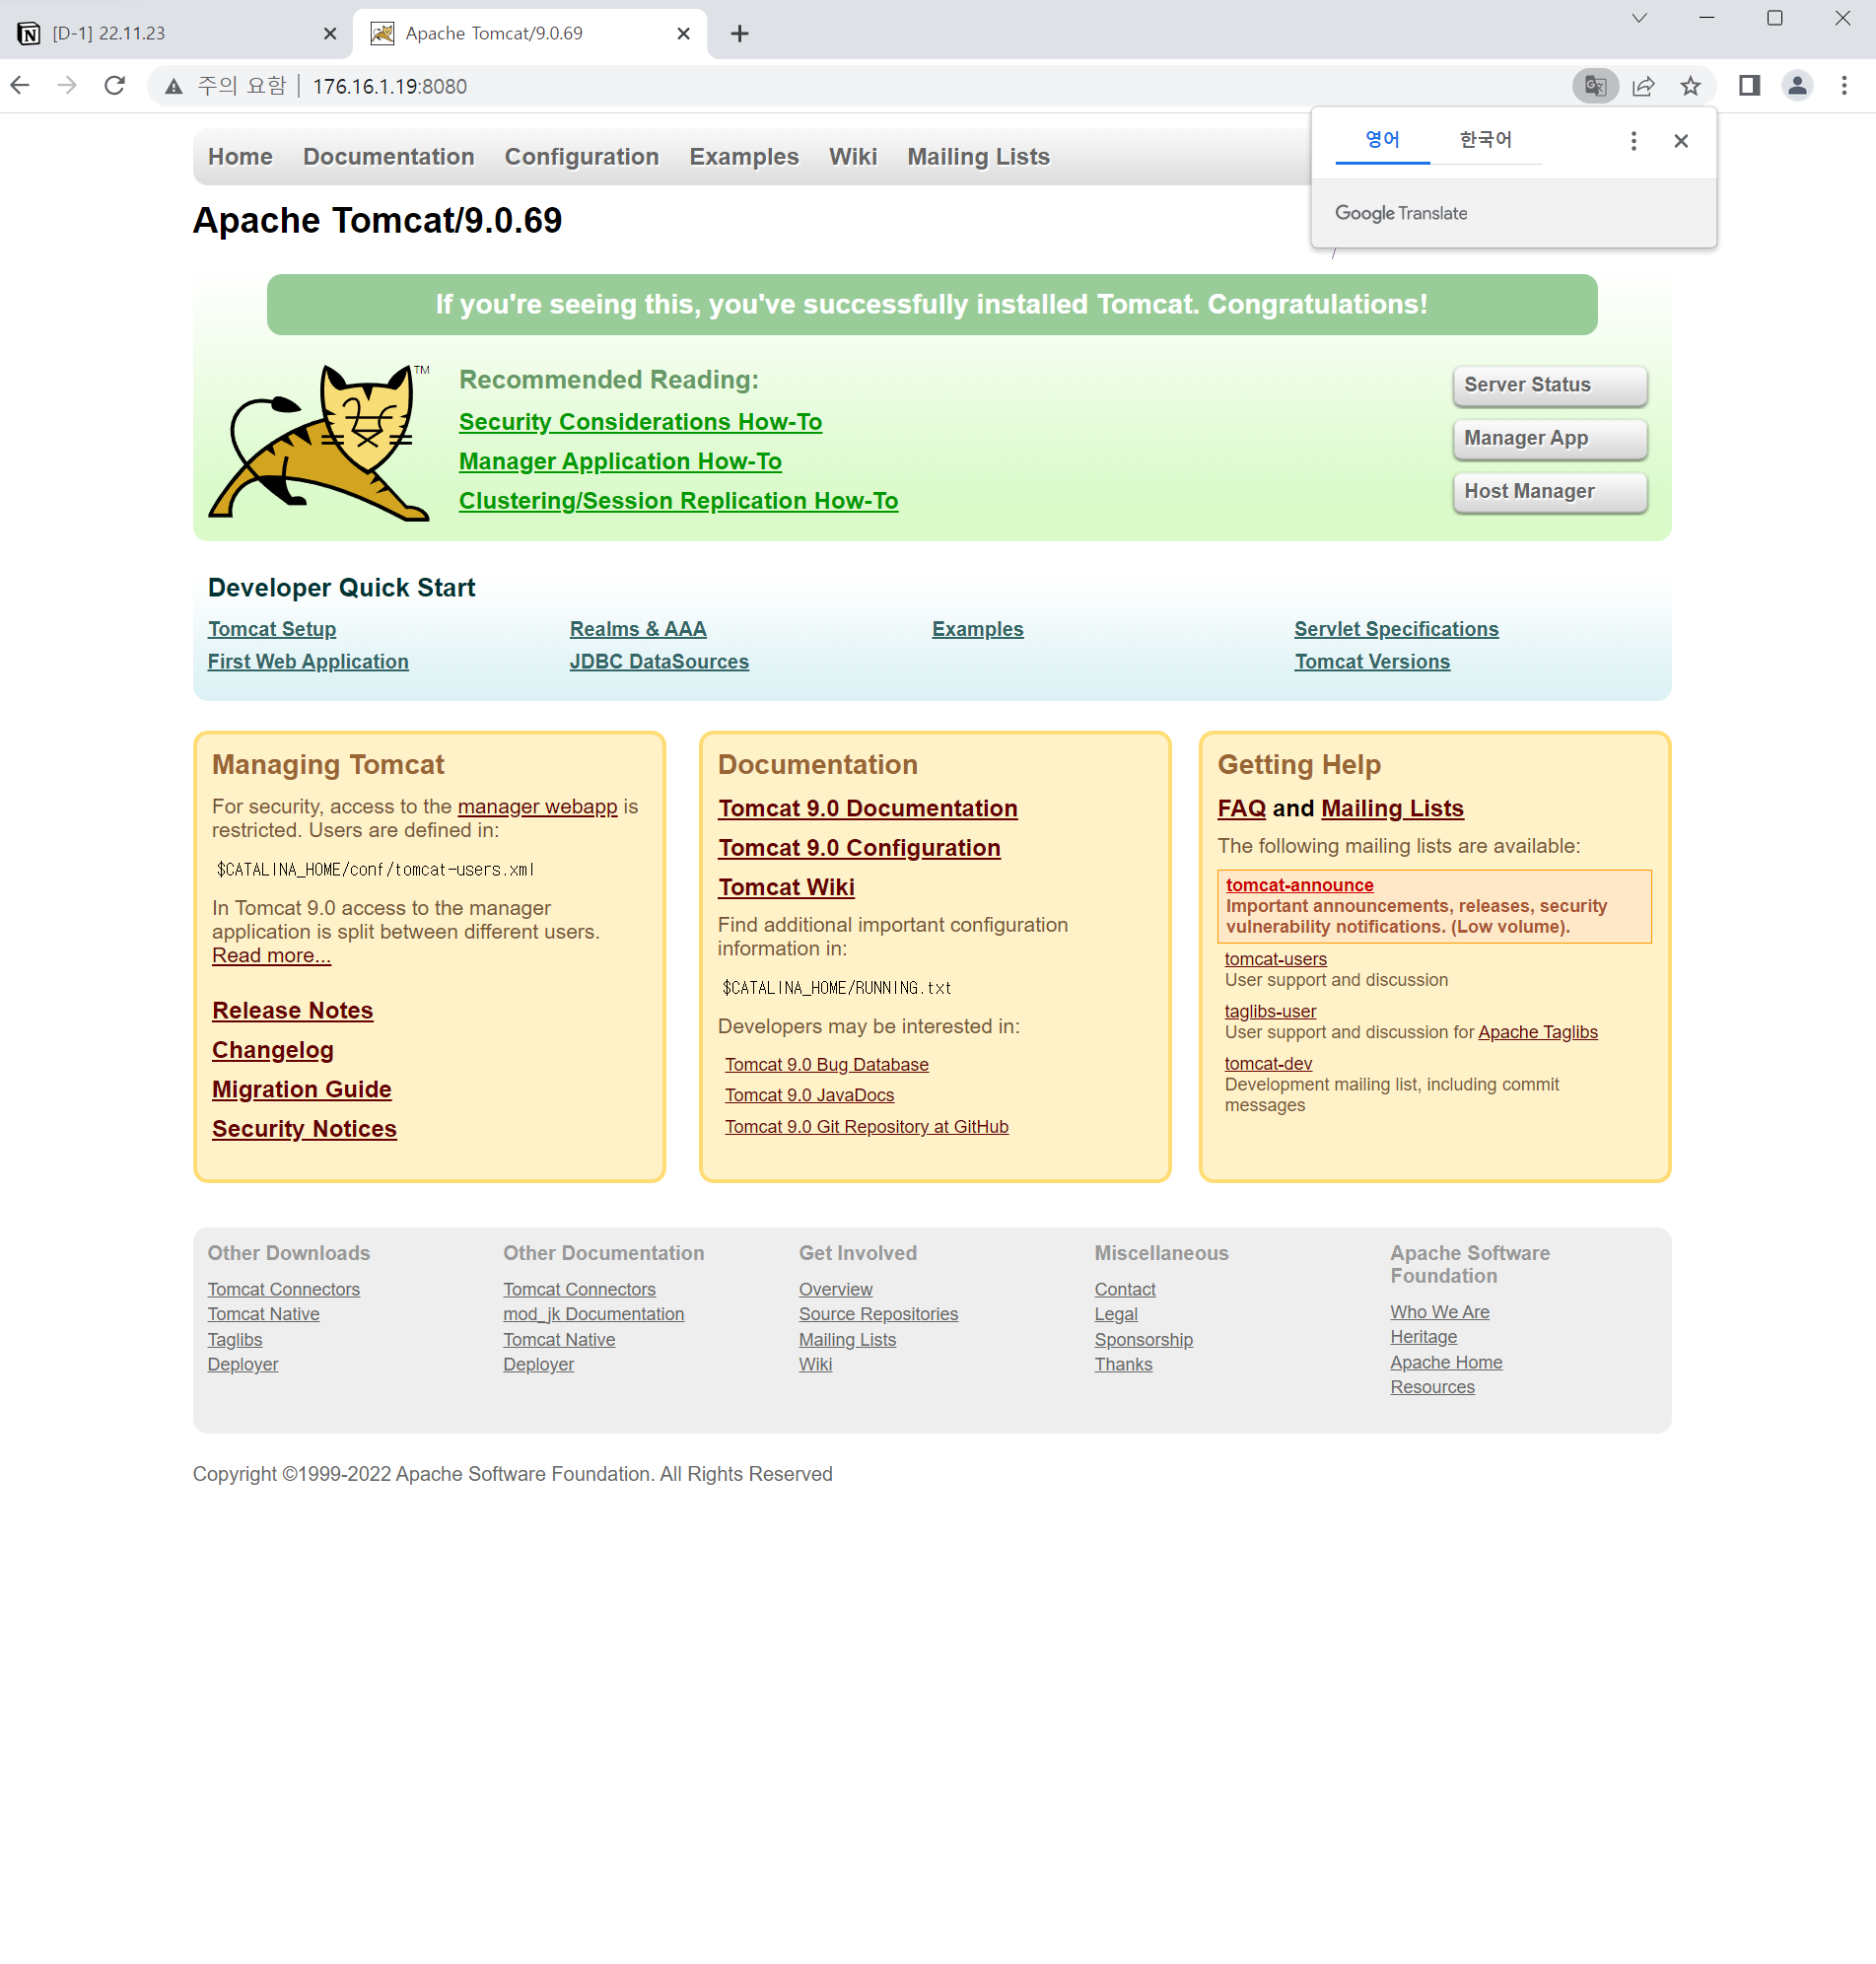 [D-1] 22.11.23
Apache Tomcat/9.0.69
주의 요함 | 176.16.1.19:8080
영어 한국어
Google Translate
Home Documentation Configuration Examples Wiki Mailing Lists
Apache Tomcat/9.0.69
If you're seeing this, you've successfully installed Tomcat. Congratulations!
TM
Recommended Reading:
Security Considerations How-To
Manager Application How-To
Clustering/Session Replication How-To
Server Status
Manager App
Host Manager
Developer Quick Start
Tomcat Setup
First Web Application
Realms & AAA
JDBC DataSources
Examples
Servlet Specifications
Tomcat Versions
Managing Tomcat
For security, access to the manager webapp is
restricted. Users are defined in:
$CATALINA_HOME/conf/tomcat-users.xml
In Tomcat 9.0 access to the manager
application is split between different users.
Read more...
Release Notes
Changelog
Migration Guide
Security Notices
Documentation
Tomcat 9.0 Documentation
Tomcat 9.0 Configuration
Tomcat Wiki
Find additional important configuration
information in:
$CATALINA_HOME/RUNNING.txt
Developers may be interested in:
Tomcat 9.0 Bug Database
Tomcat 9.0 JavaDocs
Tomcat 9.0 Git Repository at GitHub
Getting Help
FAQ and Mailing Lists
The following mailing lists are available:
tomcat-announce
Important announcements, releases, security
vulnerability notifications. (Low volume).
tomcat-users
User support and discussion
taglibs-user
User support and discussion for Apache Taglibs
tomcat-dev
Development mailing list, including commit
messages
Other Downloads
Tomcat Connectors
Tomcat Native
Taglibs
Deployer
Other Documentation
Tomcat Connectors
mod_jk Documentation
Tomcat Native
Deployer
Get Involved
Overview
Source Repositories
Mailing Lists
Wiki
Miscellaneous
Contact
Legal
Sponsorship
Thanks
Apache Software
Foundation
Who We Are
Heritage
Apache Home
Resources
Copyright ©1999-2022 Apache Software Foundation. All Rights Reserved